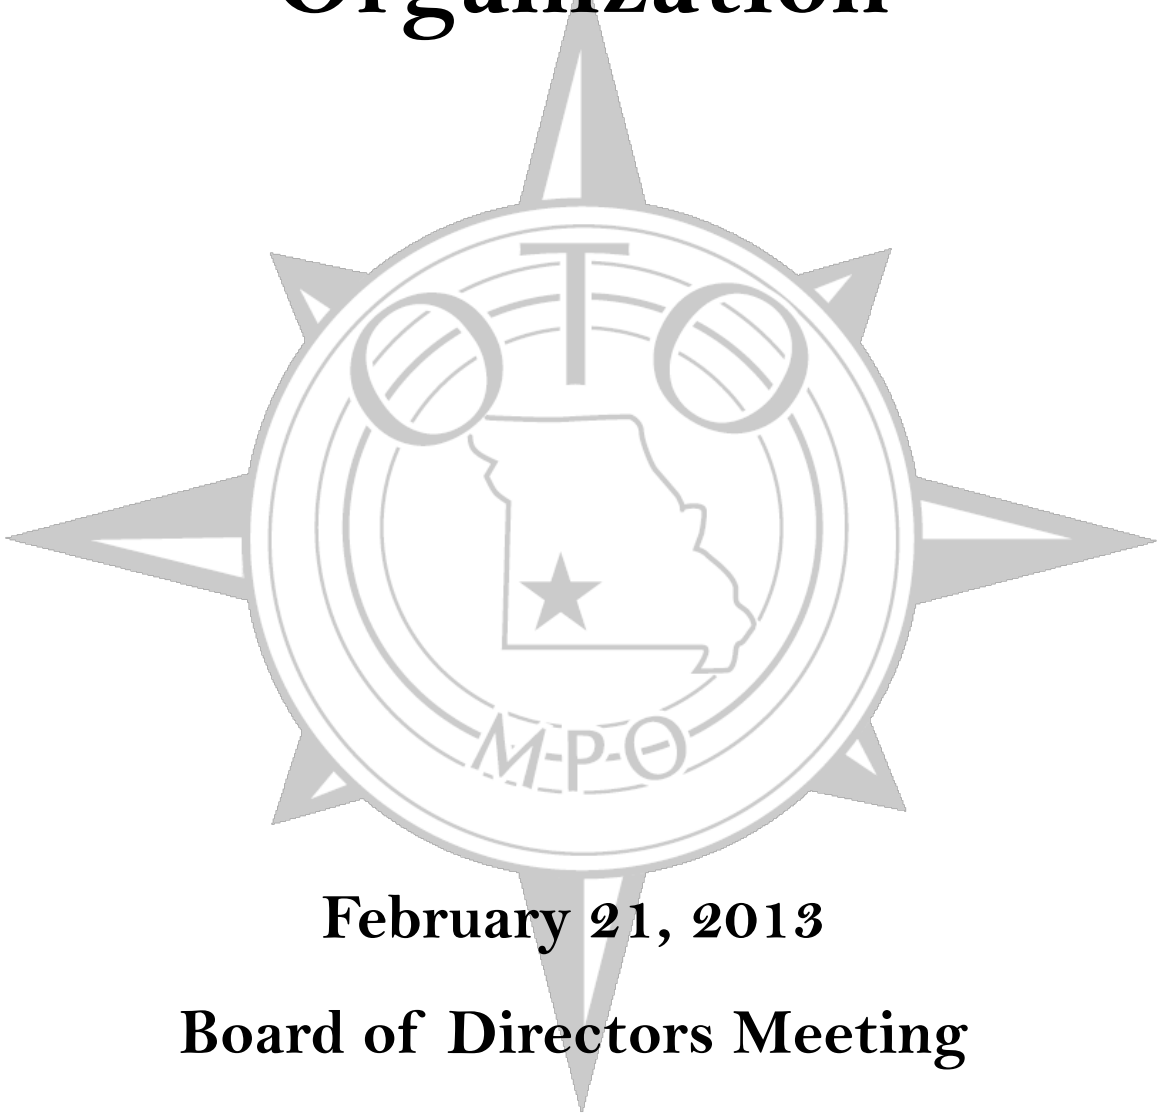 Organization
OTO
M-P-O
February 21, 2013
Board of Directors Meeting